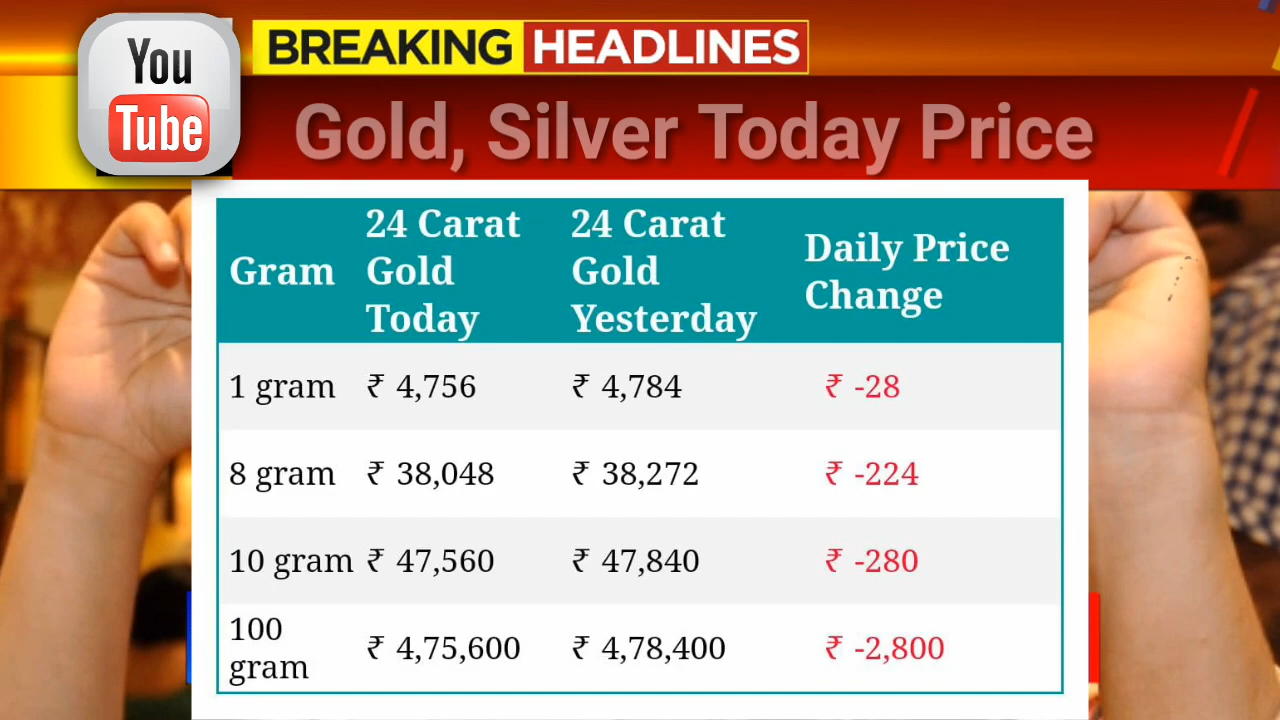 You
Tube
BREAKING HEADLINES
Gold, Silver Today Price
Gram
24 Carat
Gold
Today
24 Carat
Gold
Yesterday
Daily Price
Change
1 gram ₹ 4,756 ₹ 4,784 ₹ -28
8 gram ₹ 38,048 ₹ 38,272 ₹ -224
10 gram ₹ 47,560 ₹ 47,840 ₹ -280
100
gram
₹ 4,75,600 ₹ 4,78,400 ₹ -2,800